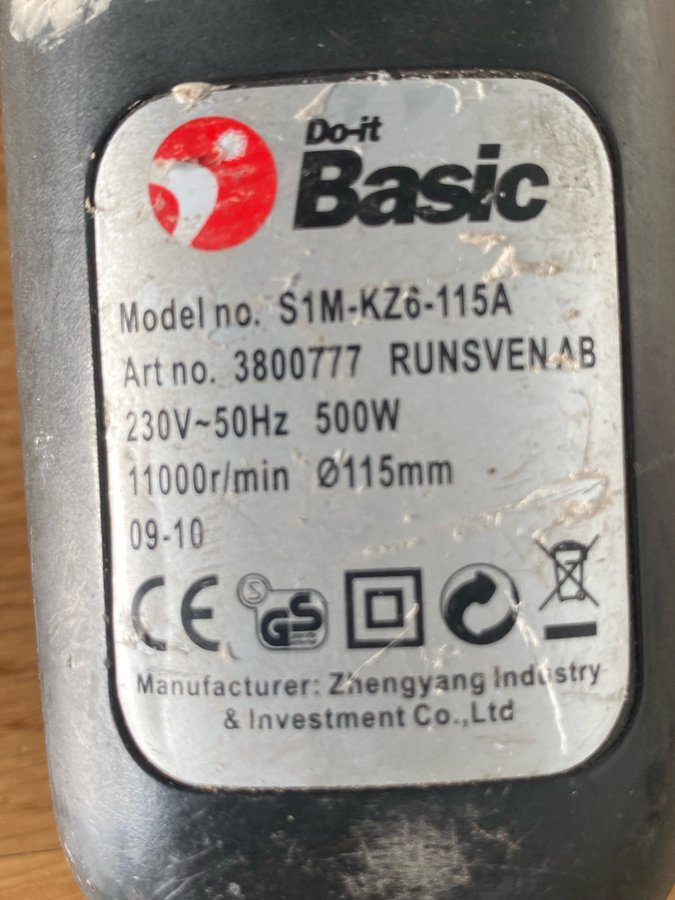 Do-it
Basic
Model no. S1M-KZ6-115A
Art no. 3800777 RUNSVEN AB
230V~50Hz 500W
11000r/min Ø115mm
09-10
CE S GS
Manufacturer: Zhengyang Industry
& Investment Co.,Ltd